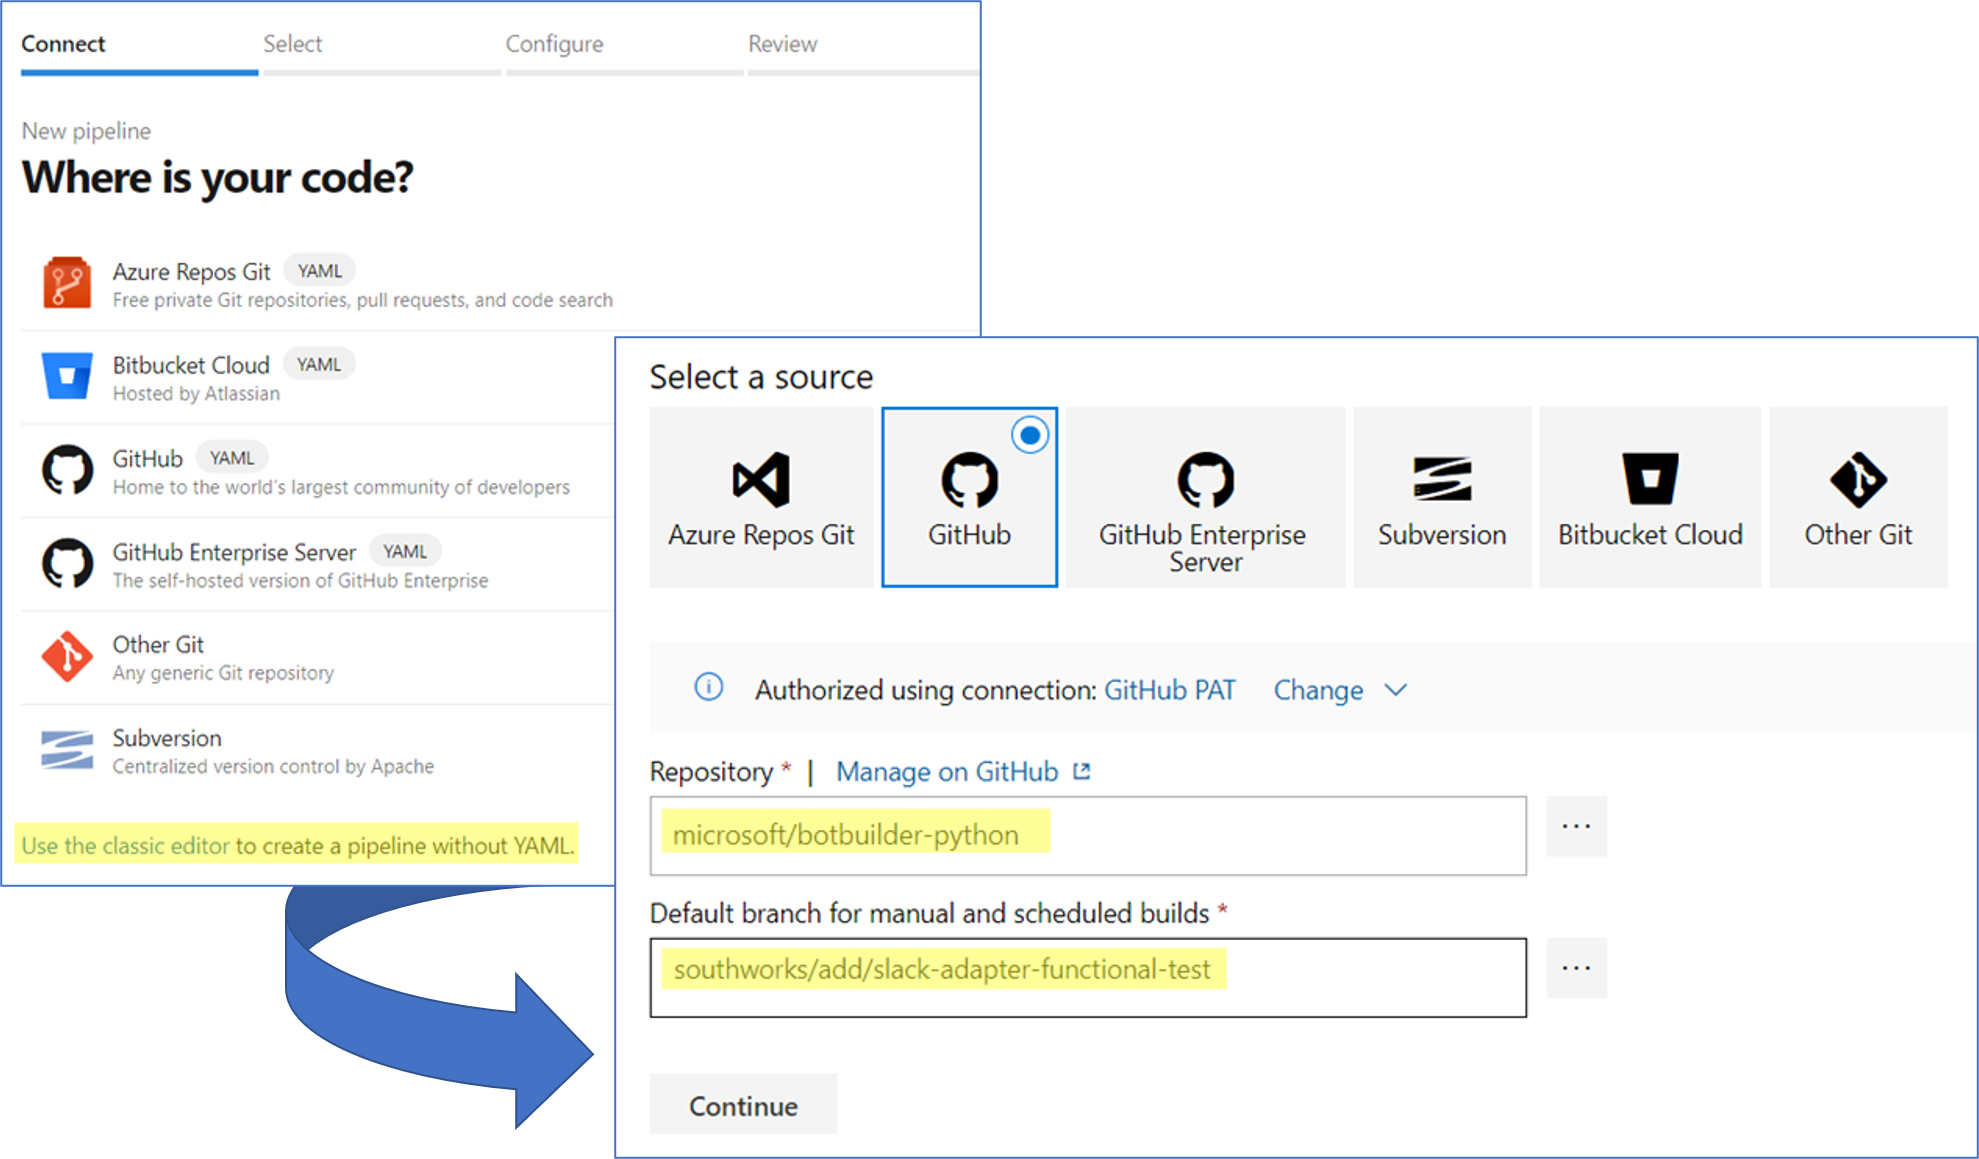 Connect Select Configure Review
New pipeline
Where is your code?
Azure Repos Git YAML
Free private Git repositories, pull requests, and code search
Bitbucket Cloud YAML
Hosted by Atlassian
GitHub YAML
Home to the world's largest community of developers
GitHub Enterprise Server YAML
The self-hosted version of GitHub Enterprise
Other Git
Any generic Git repository
Subversion
Centralized version control by Apache
Use the classic editor to create a pipeline without YAML.
Select a source
Azure Repos Git
GitHub
GitHub Enterprise
Server
Subversion
Bitbucket Cloud
Other Git
Authorized using connection: GitHub PAT Change
Repository * | Manage on GitHub
microsoft/botbuilder-python
...
Default branch for manual and scheduled builds *
southworks/add/slack-adapter-functional-test
...
Continue